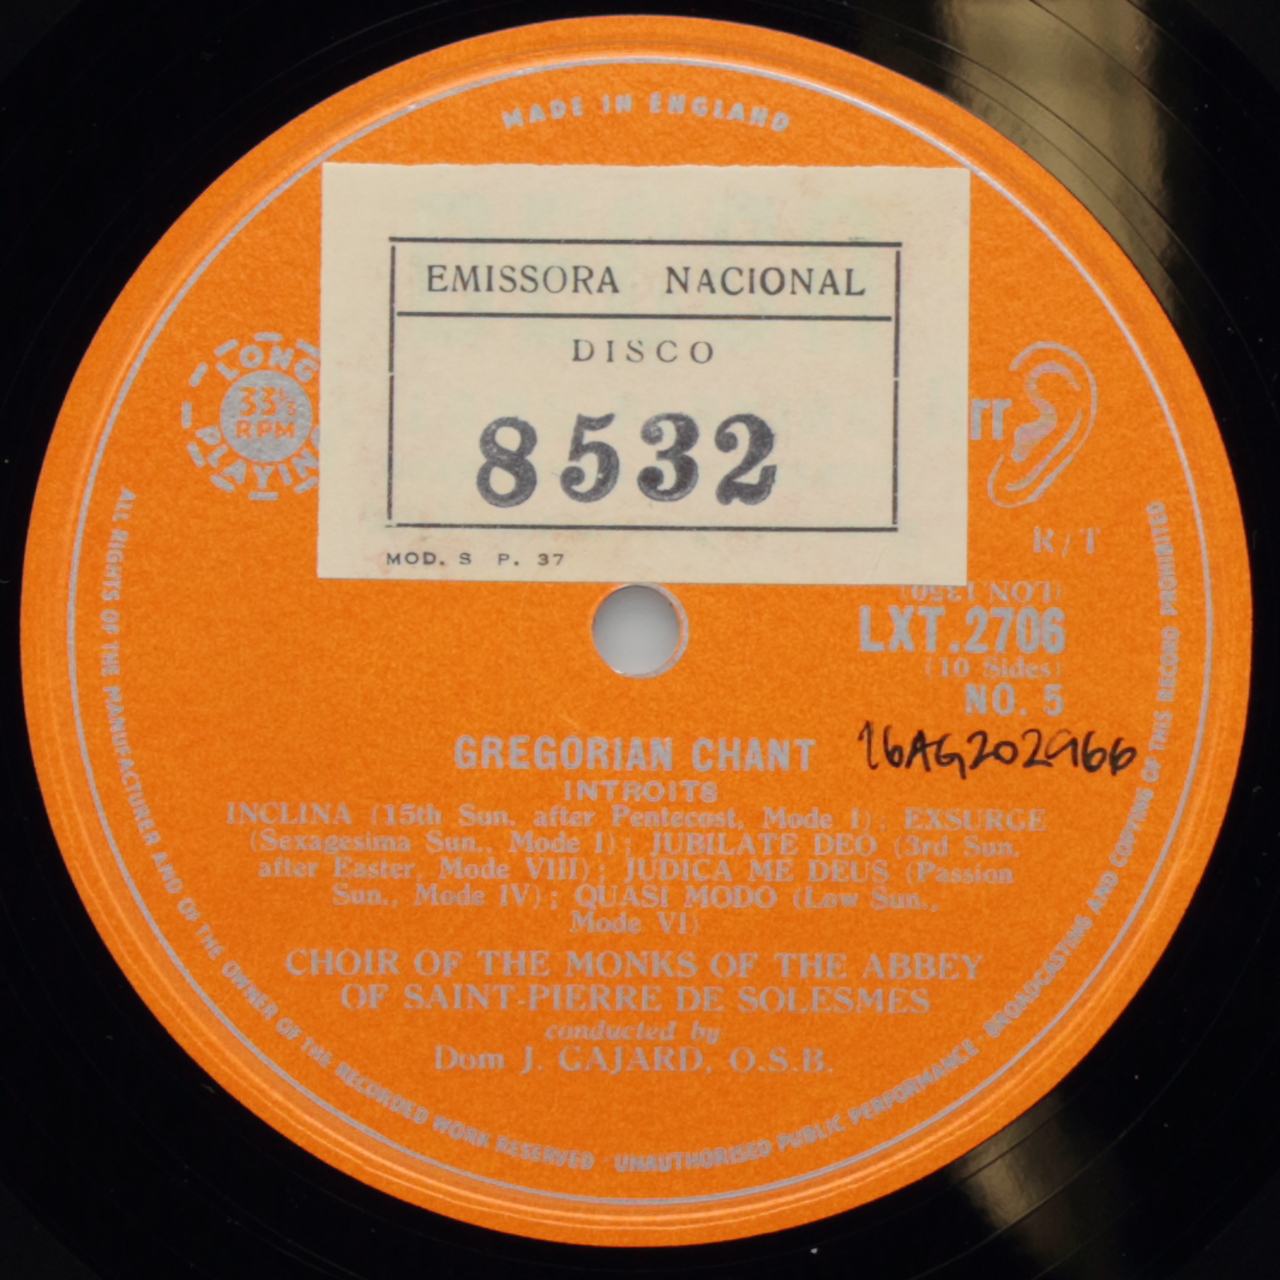 MADE IN ENGLAND
EMISSORA NACIONAL
DISCO
8532
MOD. S P. 37
LONG
33⅓
RPM
rr
R/T
(LON 1350)
LXT.2706
(10 Sides)
NO. 5
16AG202966
GREGORIAN CHANT
INTROITS
INCLINA (15th Sun. after Pentecost, Mode I); EXSURGE
(Sexagesima Sun., Mode I); JUBILATE DEO (3rd Sun.
after Easter, Mode VIII); JUDICA ME DEUS (Passion
Sun., Mode IV); QUASI MODO (Low Sun.,
Mode VI)
CHOIR OF THE MONKS OF THE ABBEY
OF SAINT-PIERRE DE SOLESMES
conducted by
Dom J. GAJARD, O.S.B.
ALL RIGHTS OF THE MANUFACTURER AND OF THE OWNER OF THE RECORDED WORK RESERVED · UNAUTHORISED PUBLIC PERFORMANCE · BROADCASTING AND COPYING OF THIS RECORD PROHIBITED